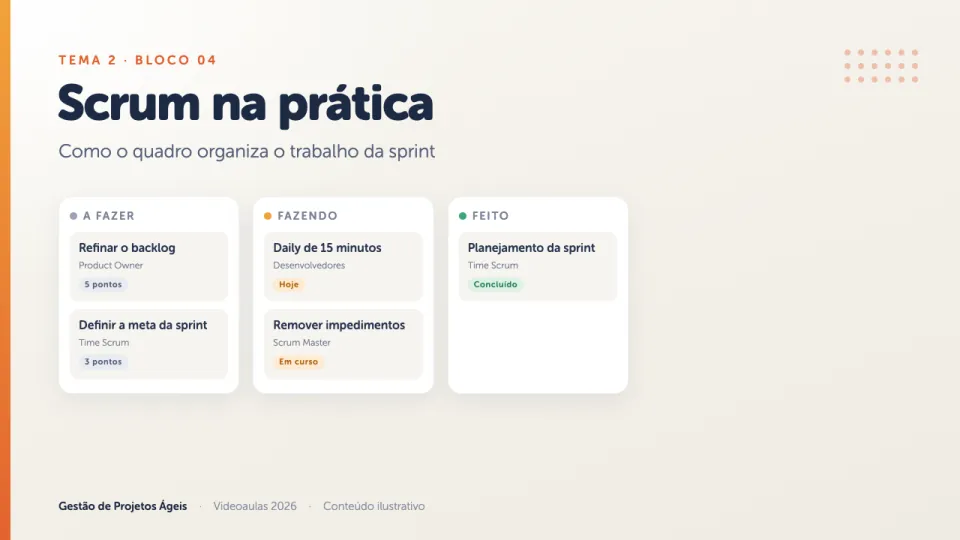 TEMA 2 · BLOCO 04
Scrum na prática
Como o quadro organiza o trabalho da sprint
A FAZER
Refinar o backlog
Product Owner
5 pontos
Definir a meta da sprint
Time Scrum
3 pontos
FAZENDO
Daily de 15 minutos
Desenvolvedores
Hoje
Remover impedimentos
Scrum Master
Em curso
FEITO
Planejamento da sprint
Time Scrum
Concluído
Gestão de Projetos Ágeis · Videoaulas 2026 · Conteúdo ilustrativo